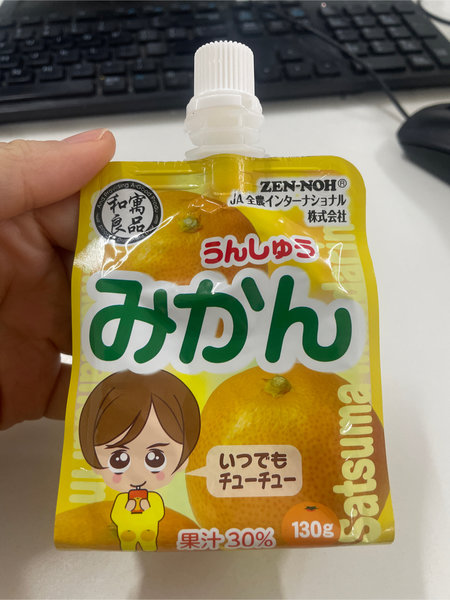 ZEN-NOH®
JA 全農インターナショナル
株式会社
和寓
良品
うんしゅう
みかん
Satsuma Mandarin
いつでも
チューチュー
果汁30%
130g